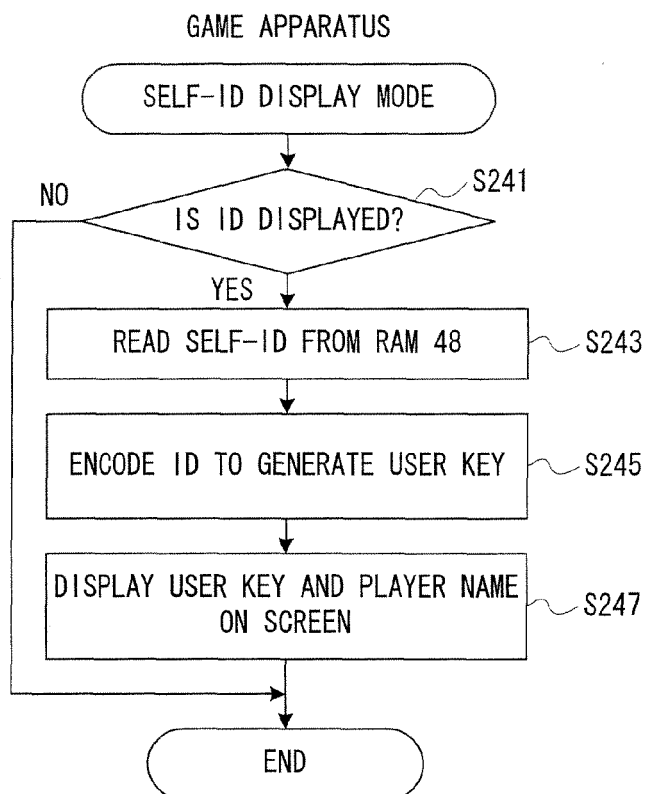 GAME APPARATUS
SELF-ID DISPLAY MODE
S241
NO
IS ID DISPLAYED?
YES
READ SELF-ID FROM RAM 48
S243
ENCODE ID TO GENERATE USER KEY
S245
DISPLAY USER KEY AND PLAYER NAME
ON SCREEN
S247
END